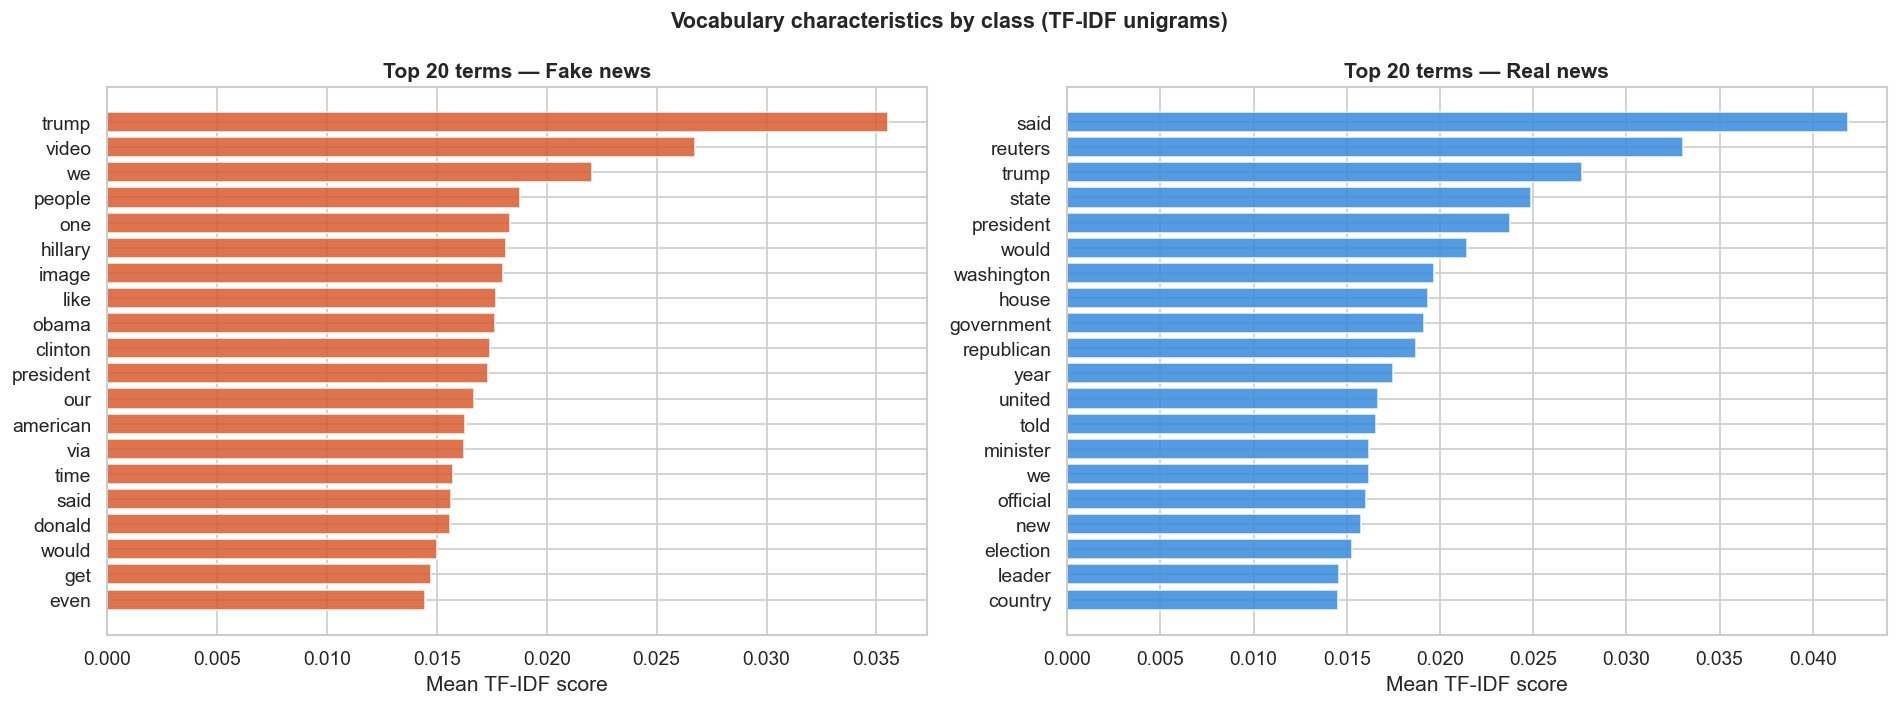 Vocabulary characteristics by class (TF-IDF unigrams)
Top 20 terms — Fake news
trump
video
we
people
one
hillary
image
like
obama
clinton
president
our
american
via
time
said
donald
would
get
even
0.000 0.005 0.010 0.015 0.020 0.025 0.030 0.035
Mean TF-IDF score
Top 20 terms — Real news
said
reuters
trump
state
president
would
washington
house
government
republican
year
united
told
minister
we
official
new
election
leader
country
0.000 0.005 0.010 0.015 0.020 0.025 0.030 0.035 0.040
Mean TF-IDF score